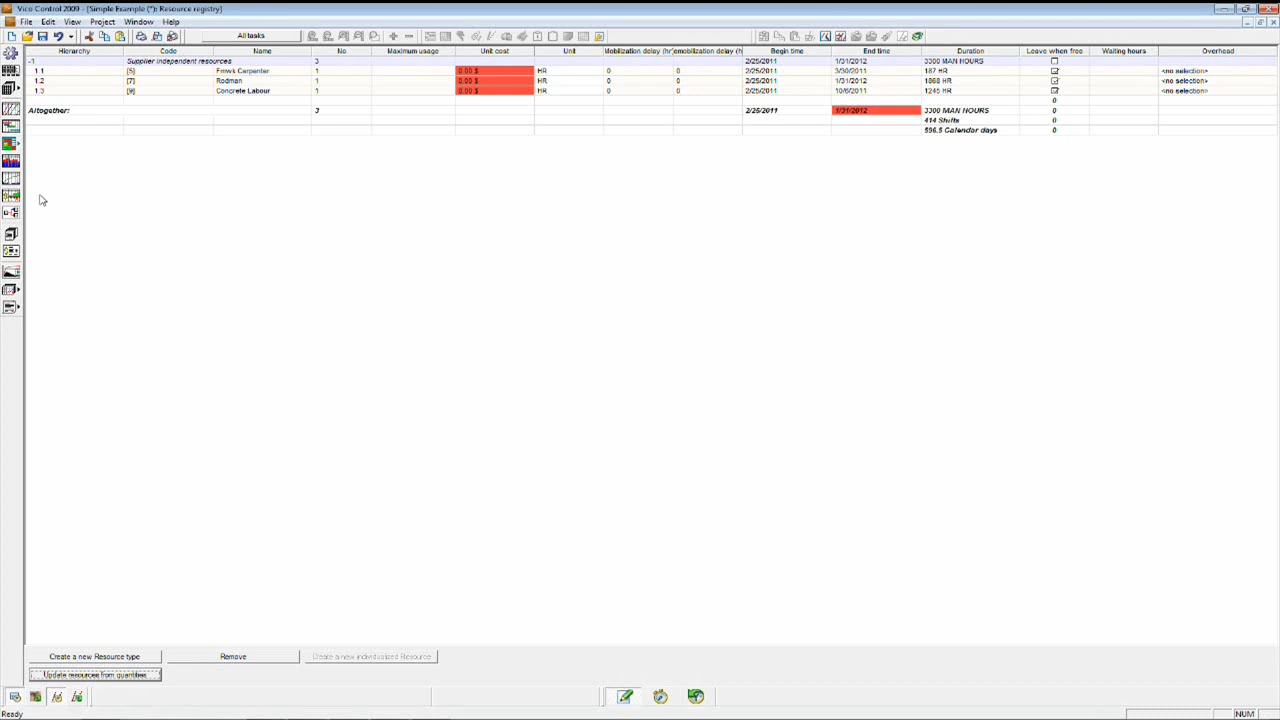 Vico Control 2009 - [Simple Example (*): Resource registry]
File Edit View Project Window Help
All tasks
Hierarchy Code Name No Maximum usage Unit cost Unit Mobilization delay (hr) emobilization delay (h Begin time End time Duration Leave when free Waiting hours Overhead
-1 Supplier independent resources 3 2/25/2011 1/31/2012 3300 MAN HOURS
1.1 [5] Fmwk Carpenter 1 0.00 $ HR 0 0 2/25/2011 3/30/2011 187 HR <no selection>
1.2 [7] Rodman 1 0.00 $ HR 0 0 2/25/2011 1/31/2012 1868 HR <no selection>
1.3 [9] Concrete Labour 1 0.00 $ HR 0 0 2/25/2011 10/6/2011 1245 HR <no selection>
0
Altogether: 3 2/25/2011 1/31/2012 3300 MAN HOURS 0
414 Shifts 0
596.5 Calendar days 0
Create a new Resource type Remove Create a new individualized Resource
Update resources from quantities
Ready NUM